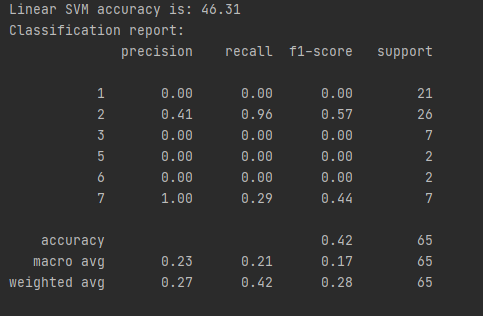 Linear SVM accuracy is: 46.31
Classification report:
precision recall f1-score support
1 0.00 0.00 0.00 21
2 0.41 0.96 0.57 26
3 0.00 0.00 0.00 7
5 0.00 0.00 0.00 2
6 0.00 0.00 0.00 2
7 1.00 0.29 0.44 7
accuracy 0.42 65
macro avg 0.23 0.21 0.17 65
weighted avg 0.27 0.42 0.28 65